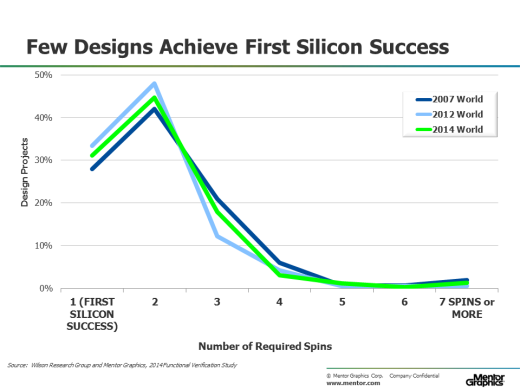 Few Designs Achieve First Silicon Success
50%
40%
30%
20%
10%
0%
Design Projects
2007 World
2012 World
2014 World
1 (FIRST
SILICON
SUCCESS)
2
3
4
5
6
7 SPINS or
MORE
Number of Required Spins
Source: Wilson Research Group and Mentor Graphics, 2014 Functional Verification Study
© Mentor Graphics Corp. Company Confidential
www.mentor.com
Mentor
Graphics